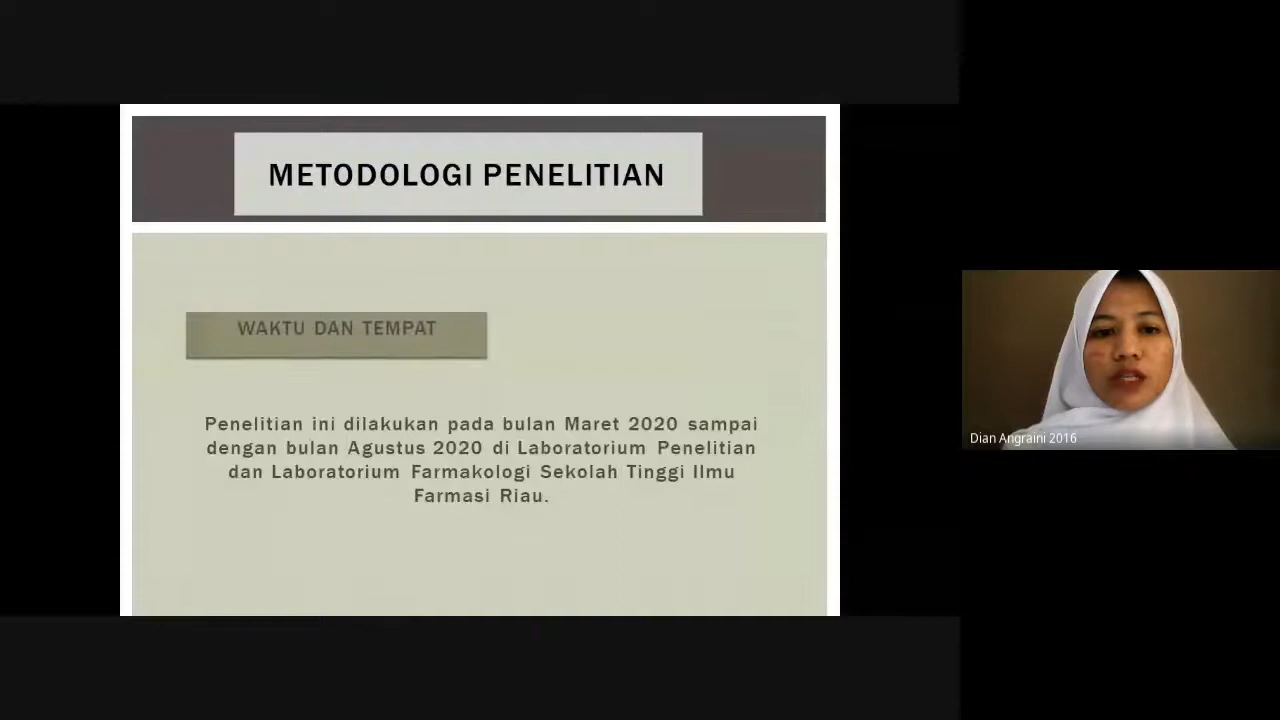 METODOLOGI PENELITIAN
WAKTU DAN TEMPAT
Penelitian ini dilakukan pada bulan Maret 2020 sampai
dengan bulan Agustus 2020 di Laboratorium Penelitian
dan Laboratorium Farmakologi Sekolah Tinggi Ilmu
Farmasi Riau.
Dian Angraini 2016